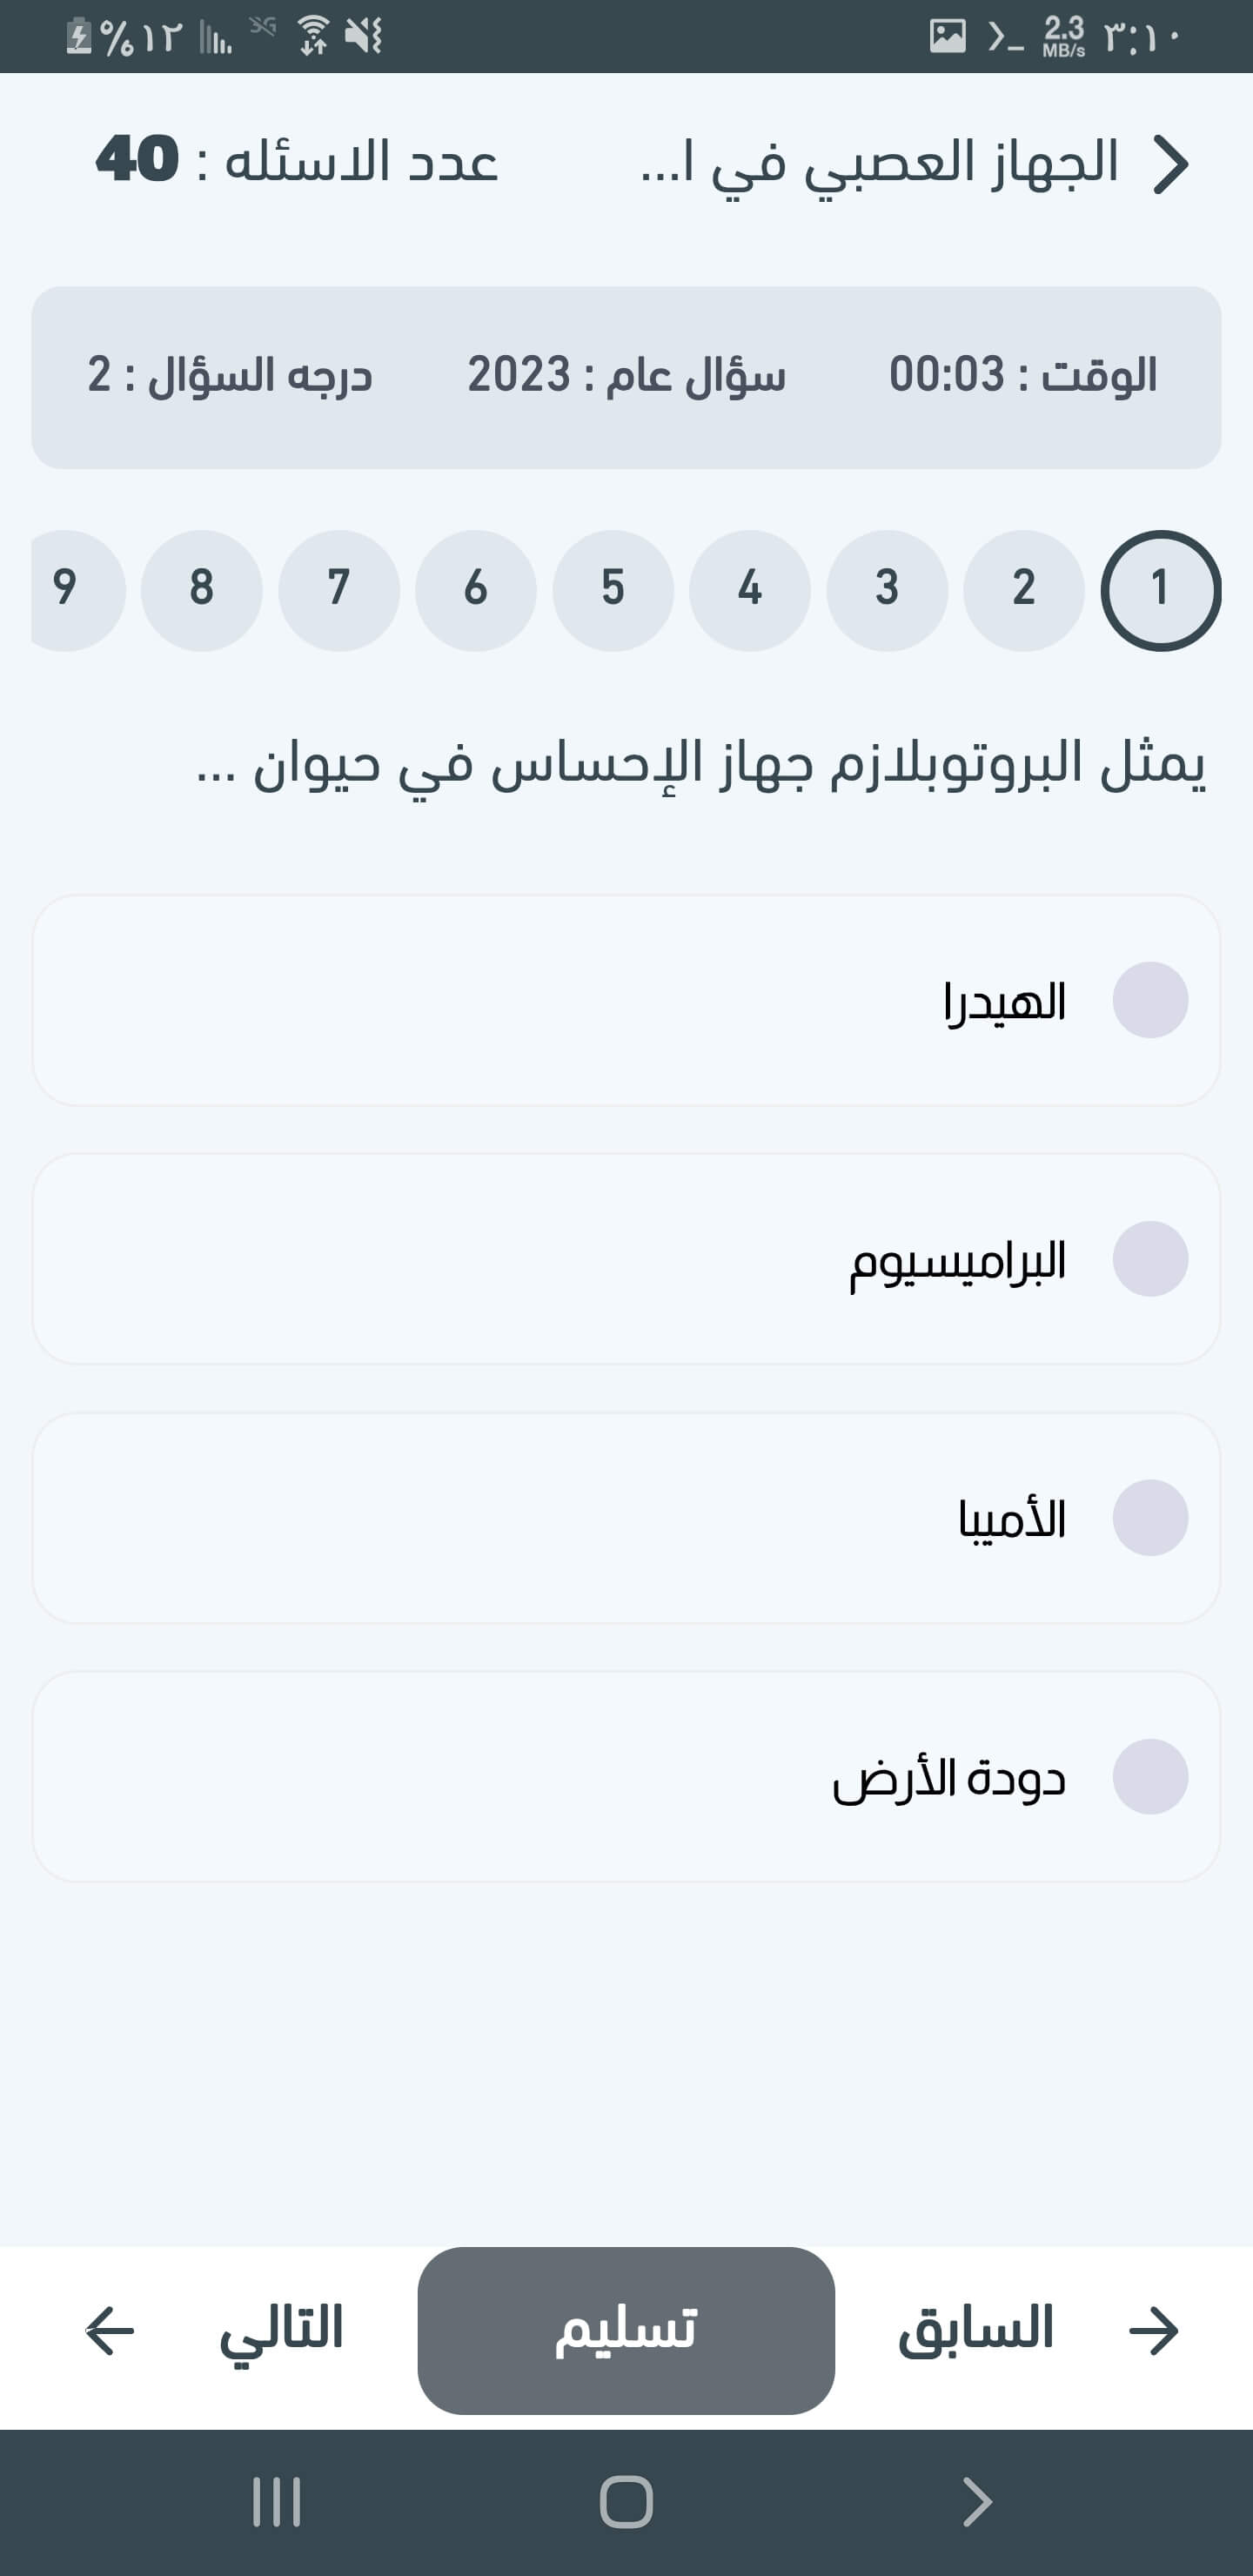 ٣:١٠ 2.3 MB/s %١٢
الجهاز العصبي في ا... عدد الاسئله : 40
الوقت : 00:03 سؤال عام : 2023 درجه السؤال : 2
1 2 3 4 5 6 7 8 9
يمثل البروتوبلازم جهاز الإحساس في حيوان ...
الهيدرا
البراميسيوم
الأميبا
دودة الأرض
السابق تسليم التالي